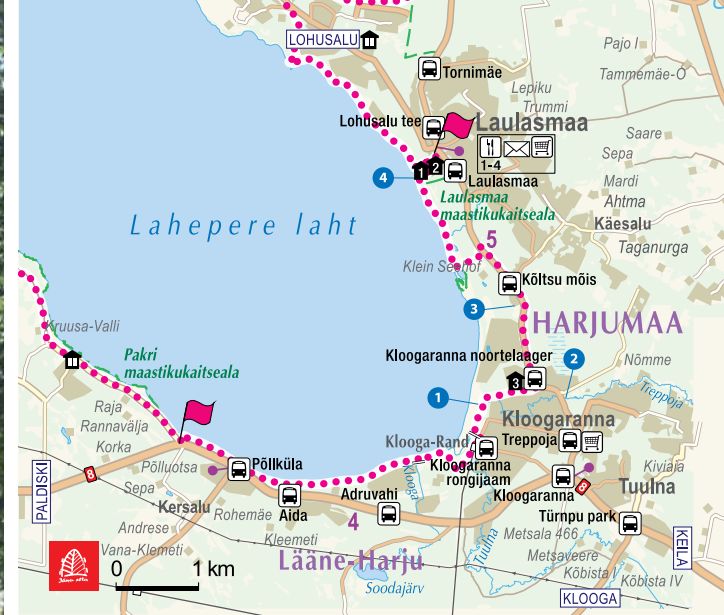 LOHUSALU
Pajo I
Tammemäe-O
Tornimäe
Lepiku
Trummi
Lohusalu tee
Laulasmaa
Saare
1-4
Sepa
1
2
4
Laulasmaa
Mardi
Laulasmaa
maastikukaitseala
Ahtma
Käesalu
Lahepere laht
5
Taganurga
Klein Seehof
Kõltsu mõis
3
HARJUMAA
Kruusa-Valli
Pakri
maastikukaitseala
Kloogaranna noortelaager
2
Nõmme
3
Treppoja
1
Raja
Rannavälja
Korka
Kloogaranna
Klooga-Rand
Treppoja
Põlluotsa
Põllküla
Kloogaranna
rongijaam
Klooga
Kiviaja
8
PALDISKI
Sepa
Kersalu
Rohemäe
Aida
Adruvahi
Kloogaranna
8
Tuulna
Andrese
Kleemeti
4
Türnpu park
Vana-Klemeti
Lääne-Harju
Tuulna
Metsala 466
Metsaveere
KEILA
0
1 km
Soodajärv
Kõbista I
Kõbista IV
KLOOGA